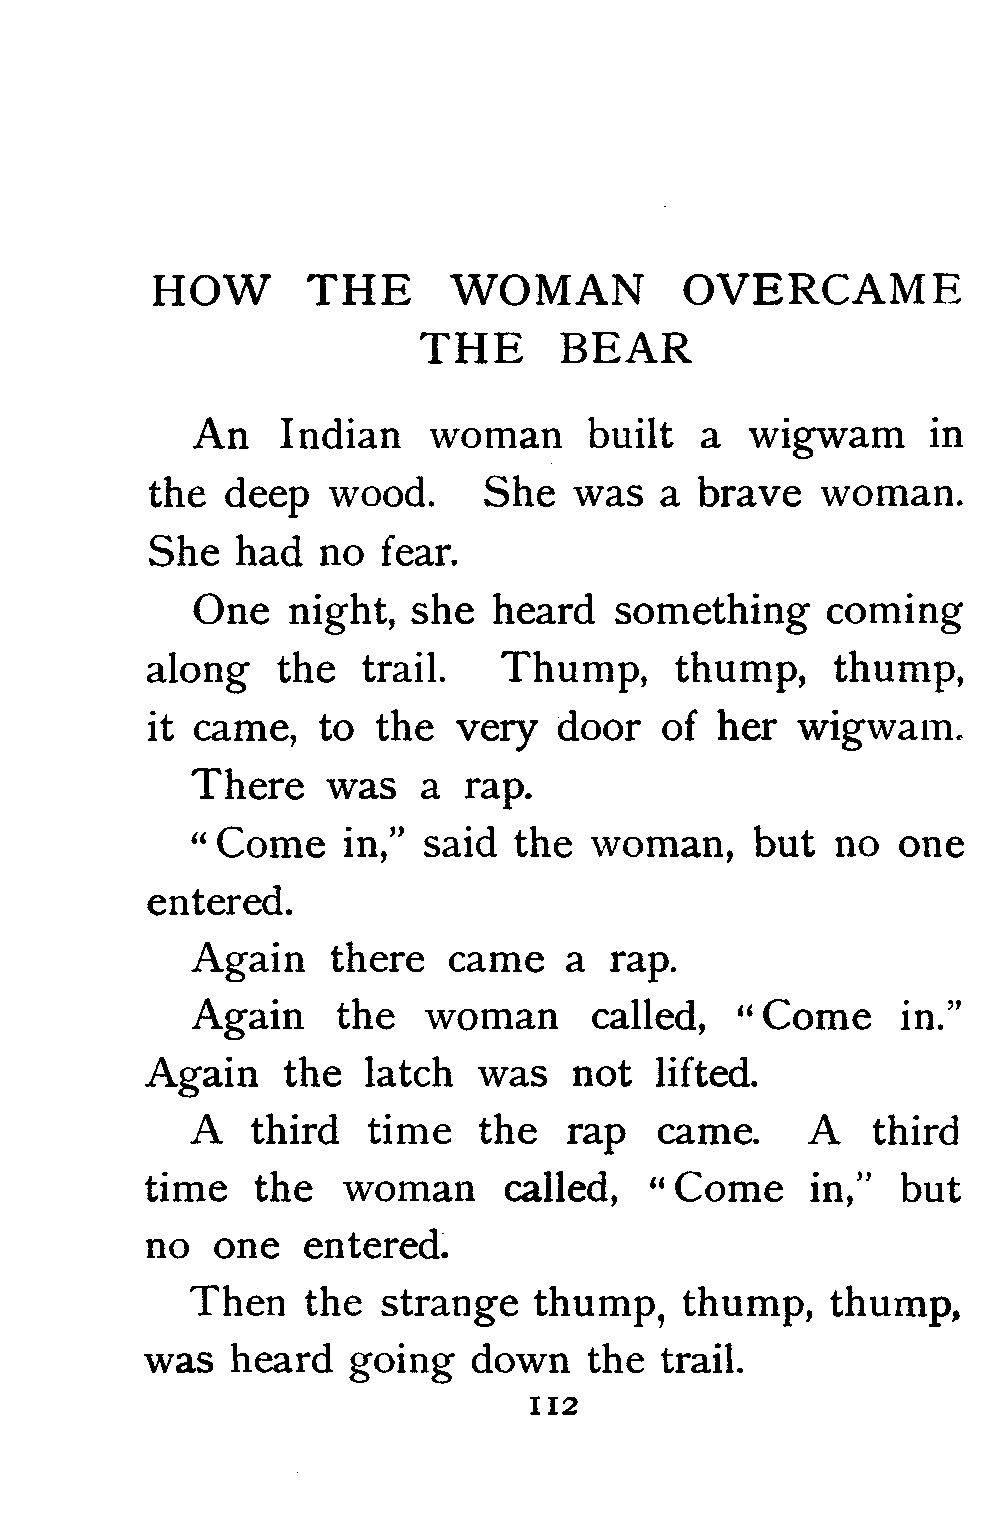 HOW THE WOMAN OVERCAME
THE BEAR
An Indian woman built a wigwam in
the deep wood. She was a brave woman.
She had no fear.
One night, she heard something coming
along the trail. Thump, thump, thump,
it came, to the very door of her wigwam.
There was a rap.
“Come in,” said the woman, but no one
entered.
Again there came a rap.
Again the woman called, “Come in.”
Again the latch was not lifted.
A third time the rap came. A third
time the woman called, “Come in,” but
no one entered.
Then the strange thump, thump, thump,
was heard going down the trail.
112